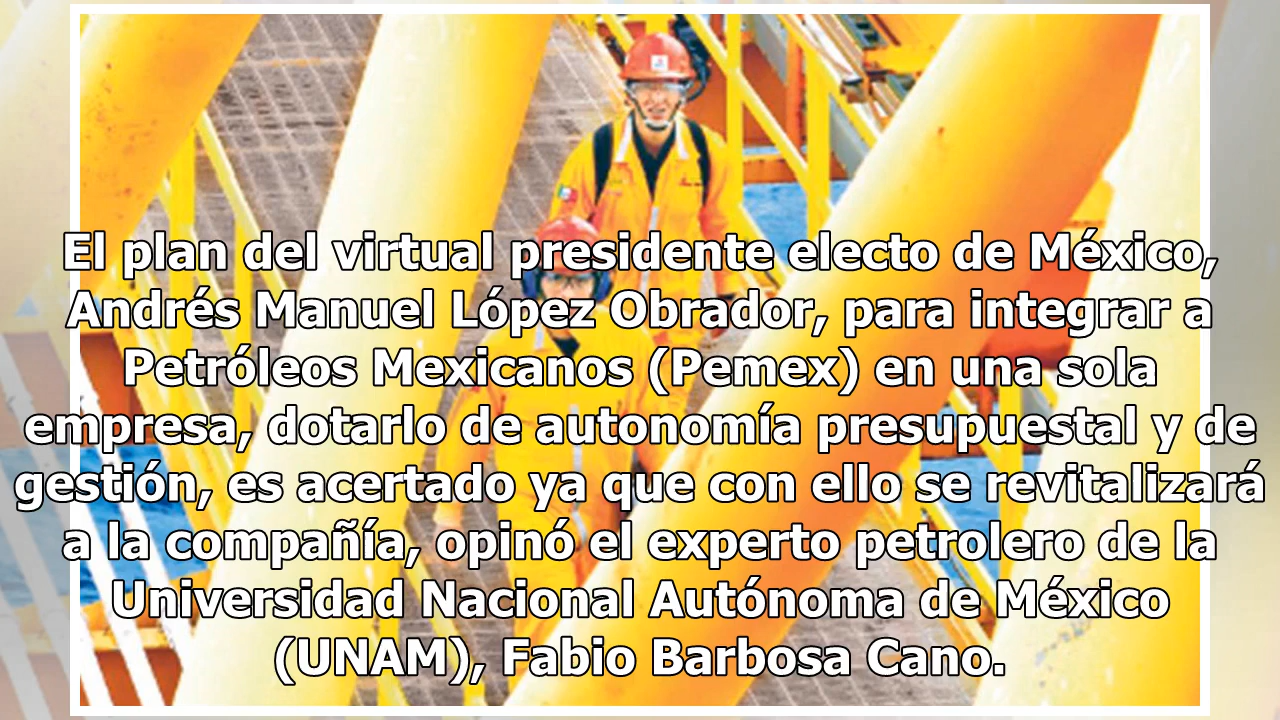 El plan del virtual presidente electo de México,
Andrés Manuel López Obrador, para integrar a
Petróleos Mexicanos (Pemex) en una sola
empresa, dotarlo de autonomía presupuestal y de
gestión, es acertado ya que con ello se revitalizará
a la compañía, opinó el experto petrolero de la
Universidad Nacional Autónoma de México
(UNAM), Fabio Barbosa Cano.